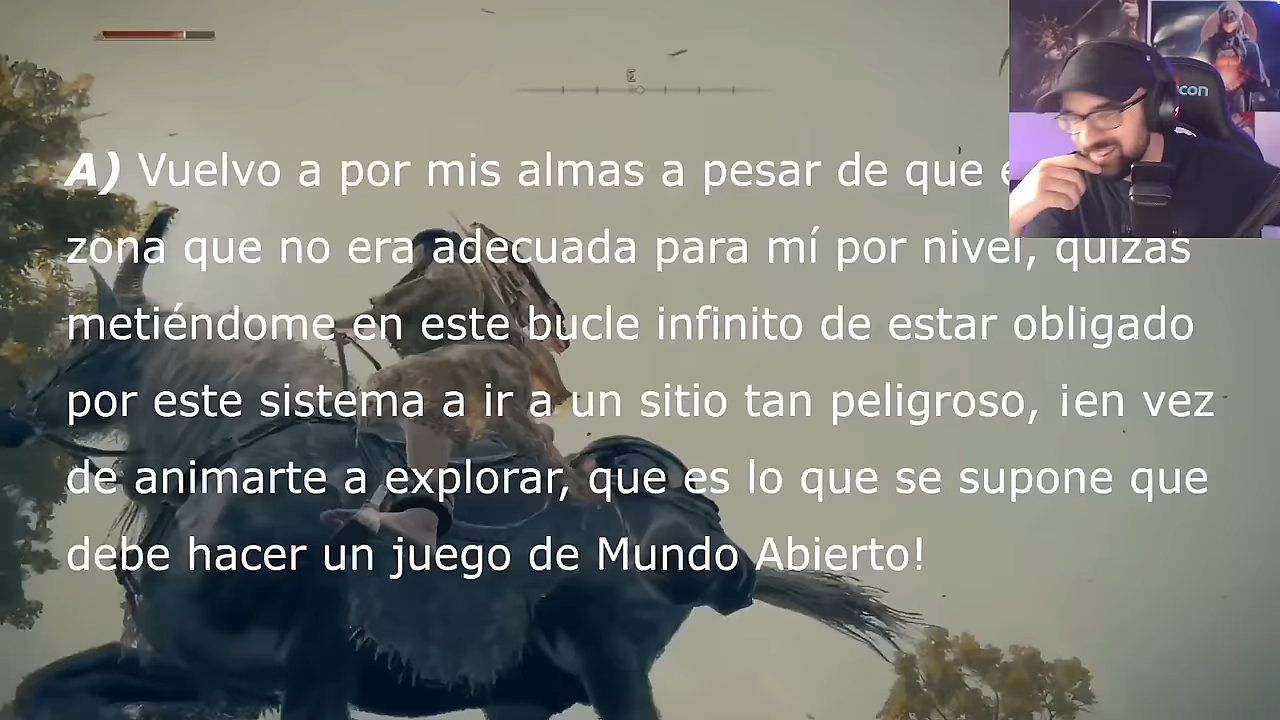 E
con
A) Vuelvo a por mis almas a pesar de que
zona que no era adecuada para mí por nivel, quizás
metiéndome en este bucle infinito de estar obligado
por este sistema a ir a un sitio tan peligroso, ¡en vez
de animarte a explorar, que es lo que se supone que
debe hacer un juego de Mundo Abierto!